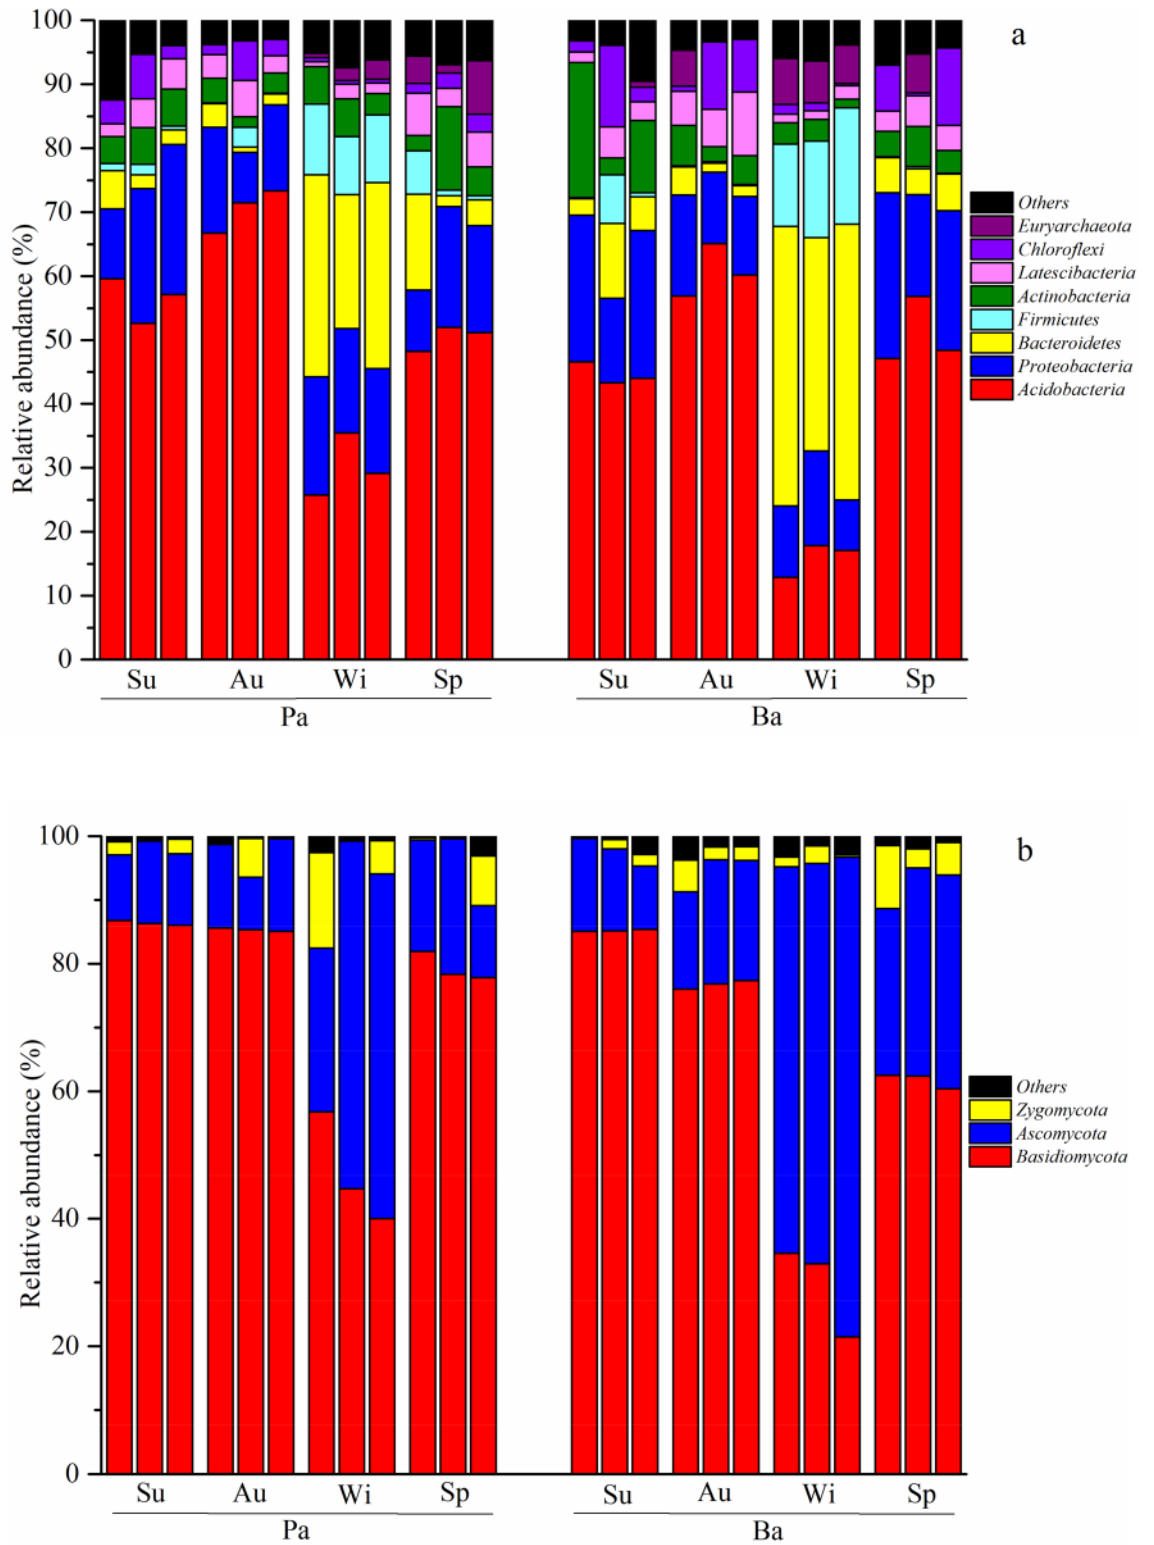 a
100
90
80
70
60
50
40
30
20
10
0
Relative abundance (%)
Others
Euryarchaeota
Chloroflexi
Latescibacteria
Actinobacteria
Firmicutes
Bacteroidetes
Proteobacteria
Acidobacteria
Su Au Wi Sp Su Au Wi Sp
Pa Ba
b
100
80
60
40
20
0
Relative abundance (%)
Others
Zygomycota
Ascomycota
Basidiomycota
Su Au Wi Sp Su Au Wi Sp
Pa Ba